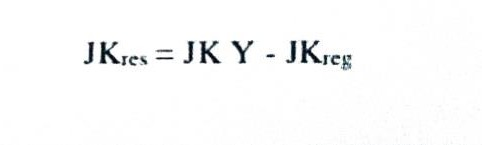 JKres = JK Y - JKreg